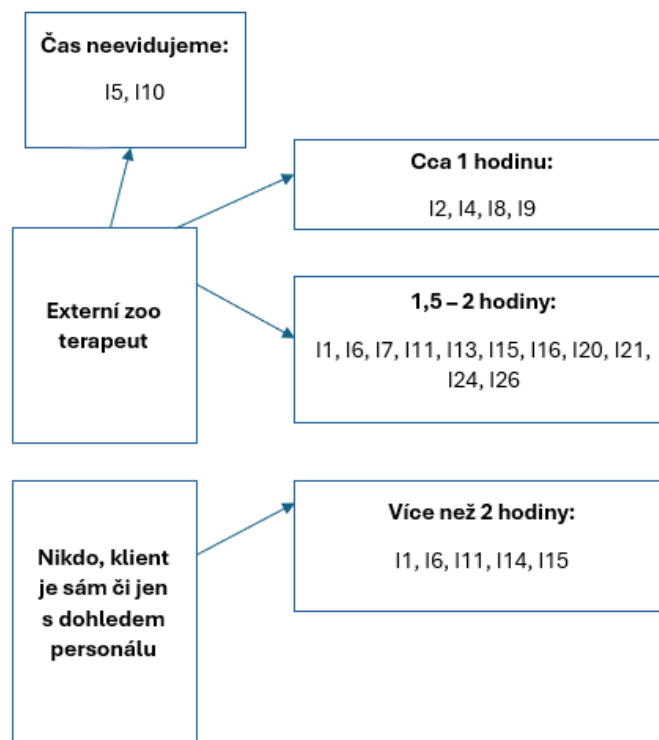 Čas neevidujeme:
I5, I10
Cca 1 hodinu:
I2, I4, I8, I9
Externí zoo
terapeut
1,5 – 2 hodiny:
I1, I6, I7, I11, I13, I15, I16, I20, I21,
I24, I26
Nikdo, klient
je sám či jen
s dohledem
personálu
Více než 2 hodiny:
I1, I6, I11, I14, I15